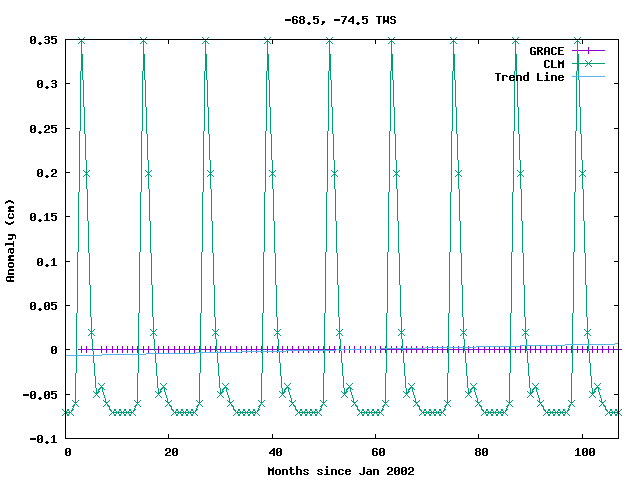 -68.5, -74.5 TWS
GRACE
CLM
Trend Line
0.35
0.3
0.25
0.2
0.15
0.1
0.05
0
-0.05
-0.1
Anomaly (cm)
0 20 40 60 80 100
Months since Jan 2002